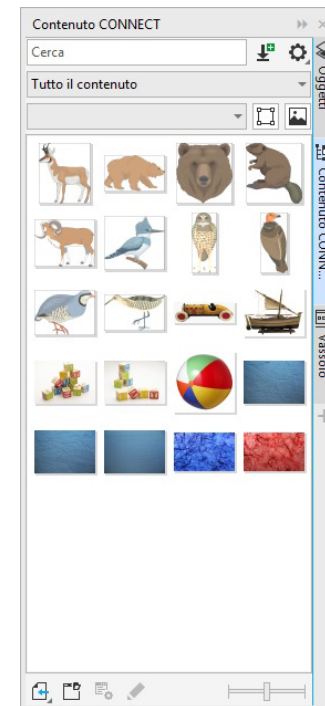 Contenuto CONNECT
Cerca
Tutto il contenuto
Oggetti
Contenuto CONN...
Vassoio